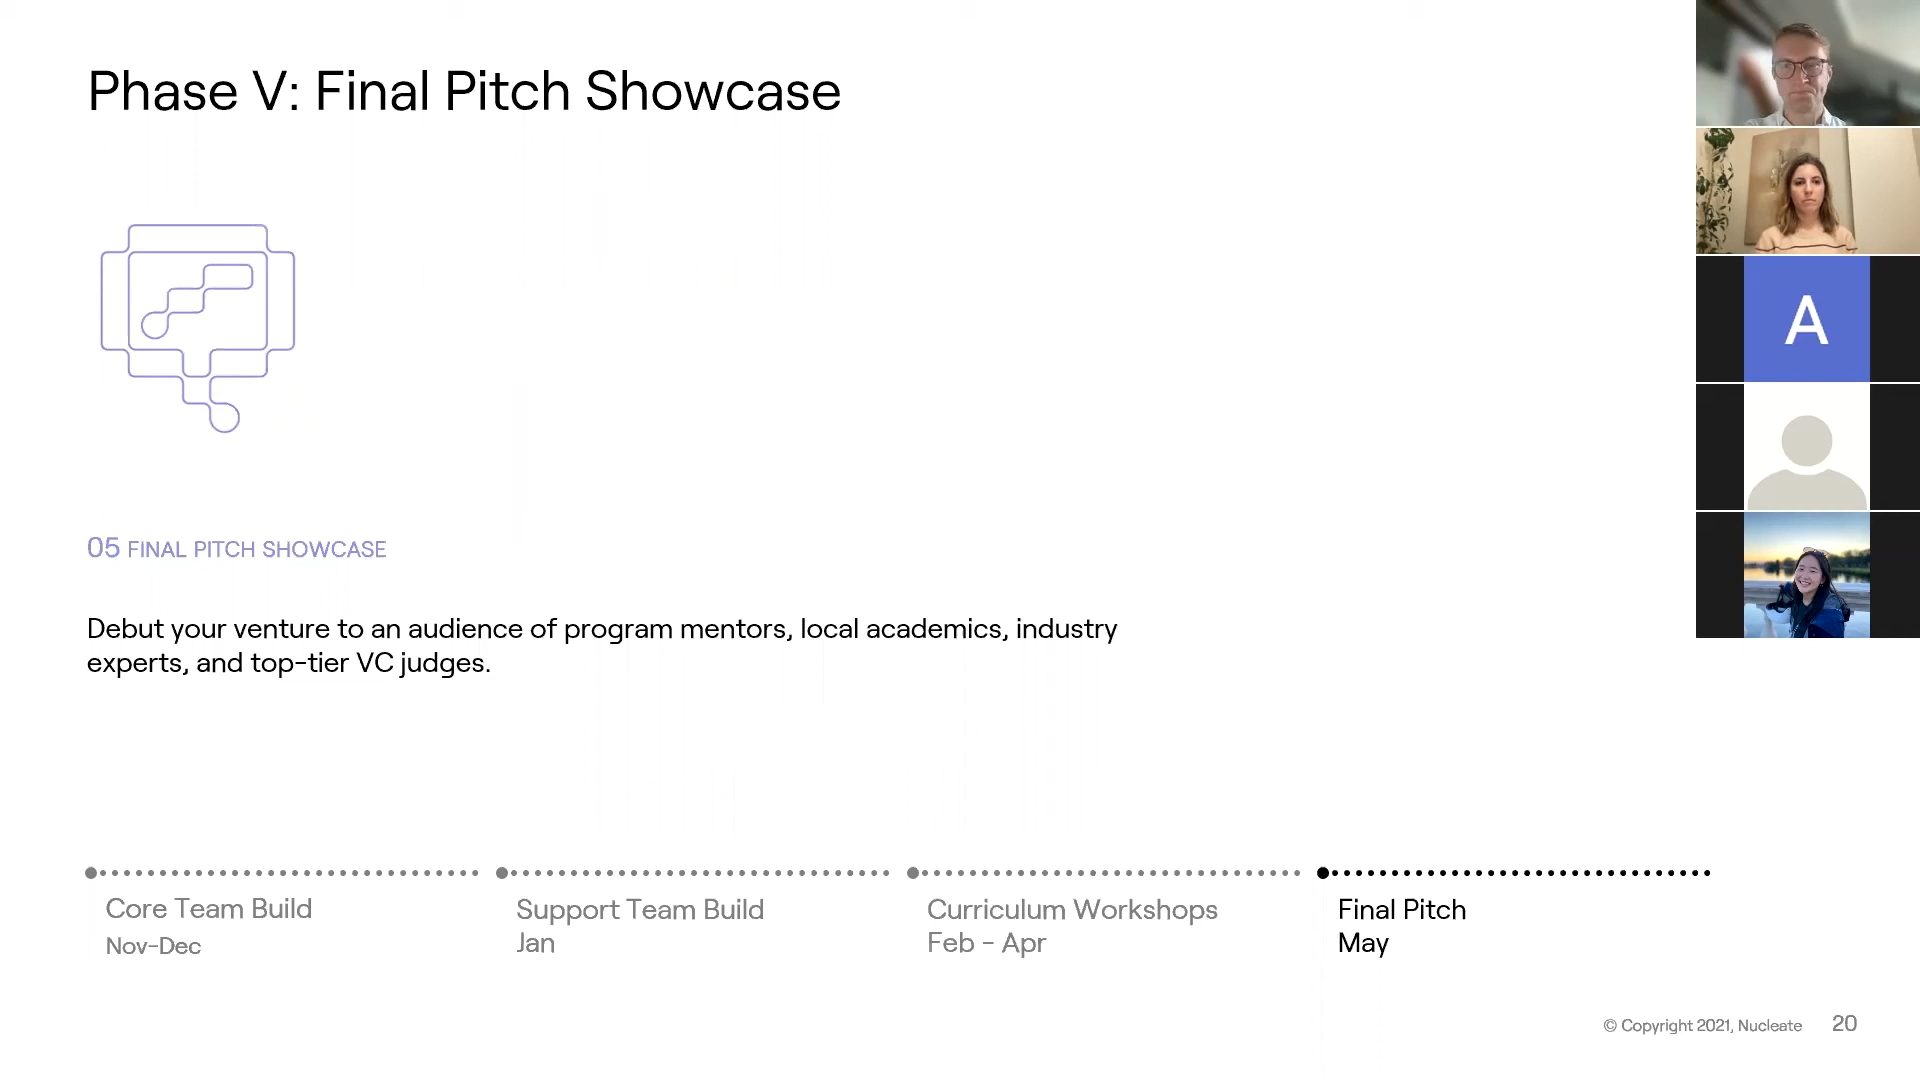 Phase V: Final Pitch Showcase
05 FINAL PITCH SHOWCASE
Debut your venture to an audience of program mentors, local academics, industry
experts, and top-tier VC judges.
Core Team Build
Nov-Dec
Support Team Build
Jan
Curriculum Workshops
Feb - Apr
Final Pitch
May
© Copyright 2021, Nucleate 20
A